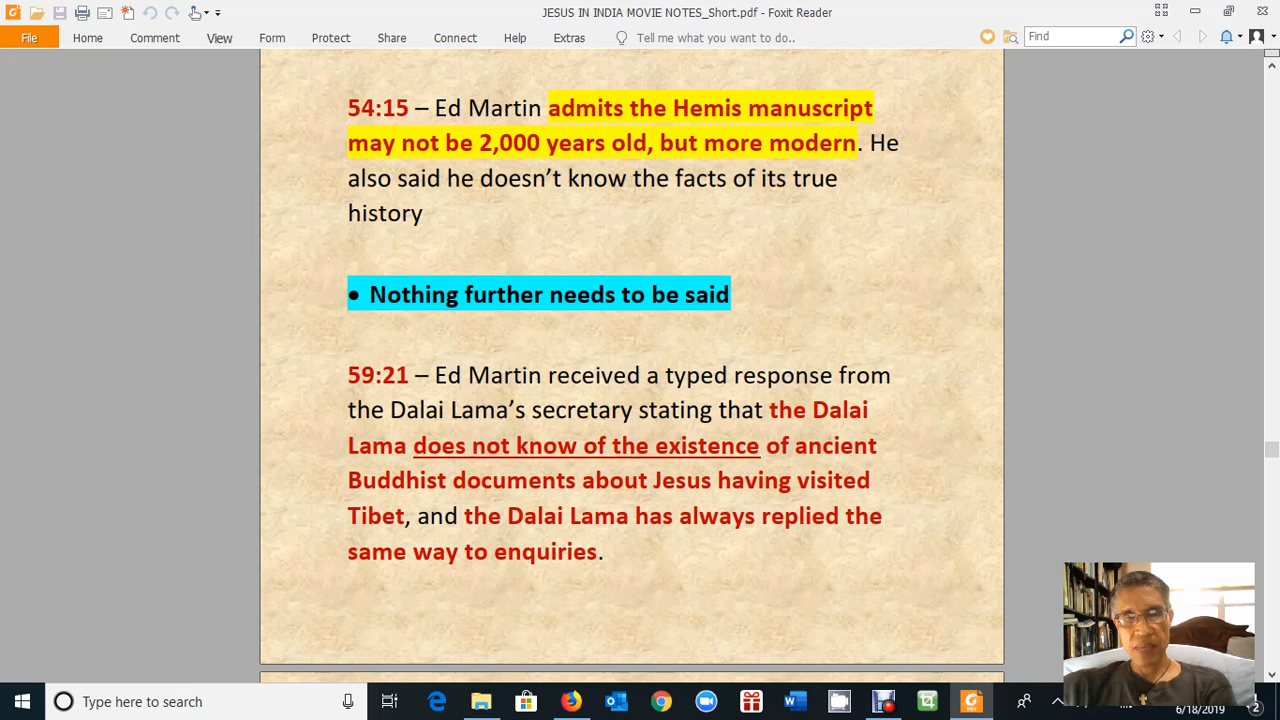 JESUS IN INDIA MOVIE NOTES_Short.pdf - Foxit Reader
File Home Comment View Form Protect Share Connect Help Extras Tell me what you want to do.. Find
54:15 – Ed Martin admits the Hemis manuscript
may not be 2,000 years old, but more modern. He
also said he doesn’t know the facts of its true
history
• Nothing further needs to be said
59:21 – Ed Martin received a typed response from
the Dalai Lama’s secretary stating that the Dalai
Lama does not know of the existence of ancient
Buddhist documents about Jesus having visited
Tibet, and the Dalai Lama has always replied the
same way to enquiries.
Type here to search
6/18/2019